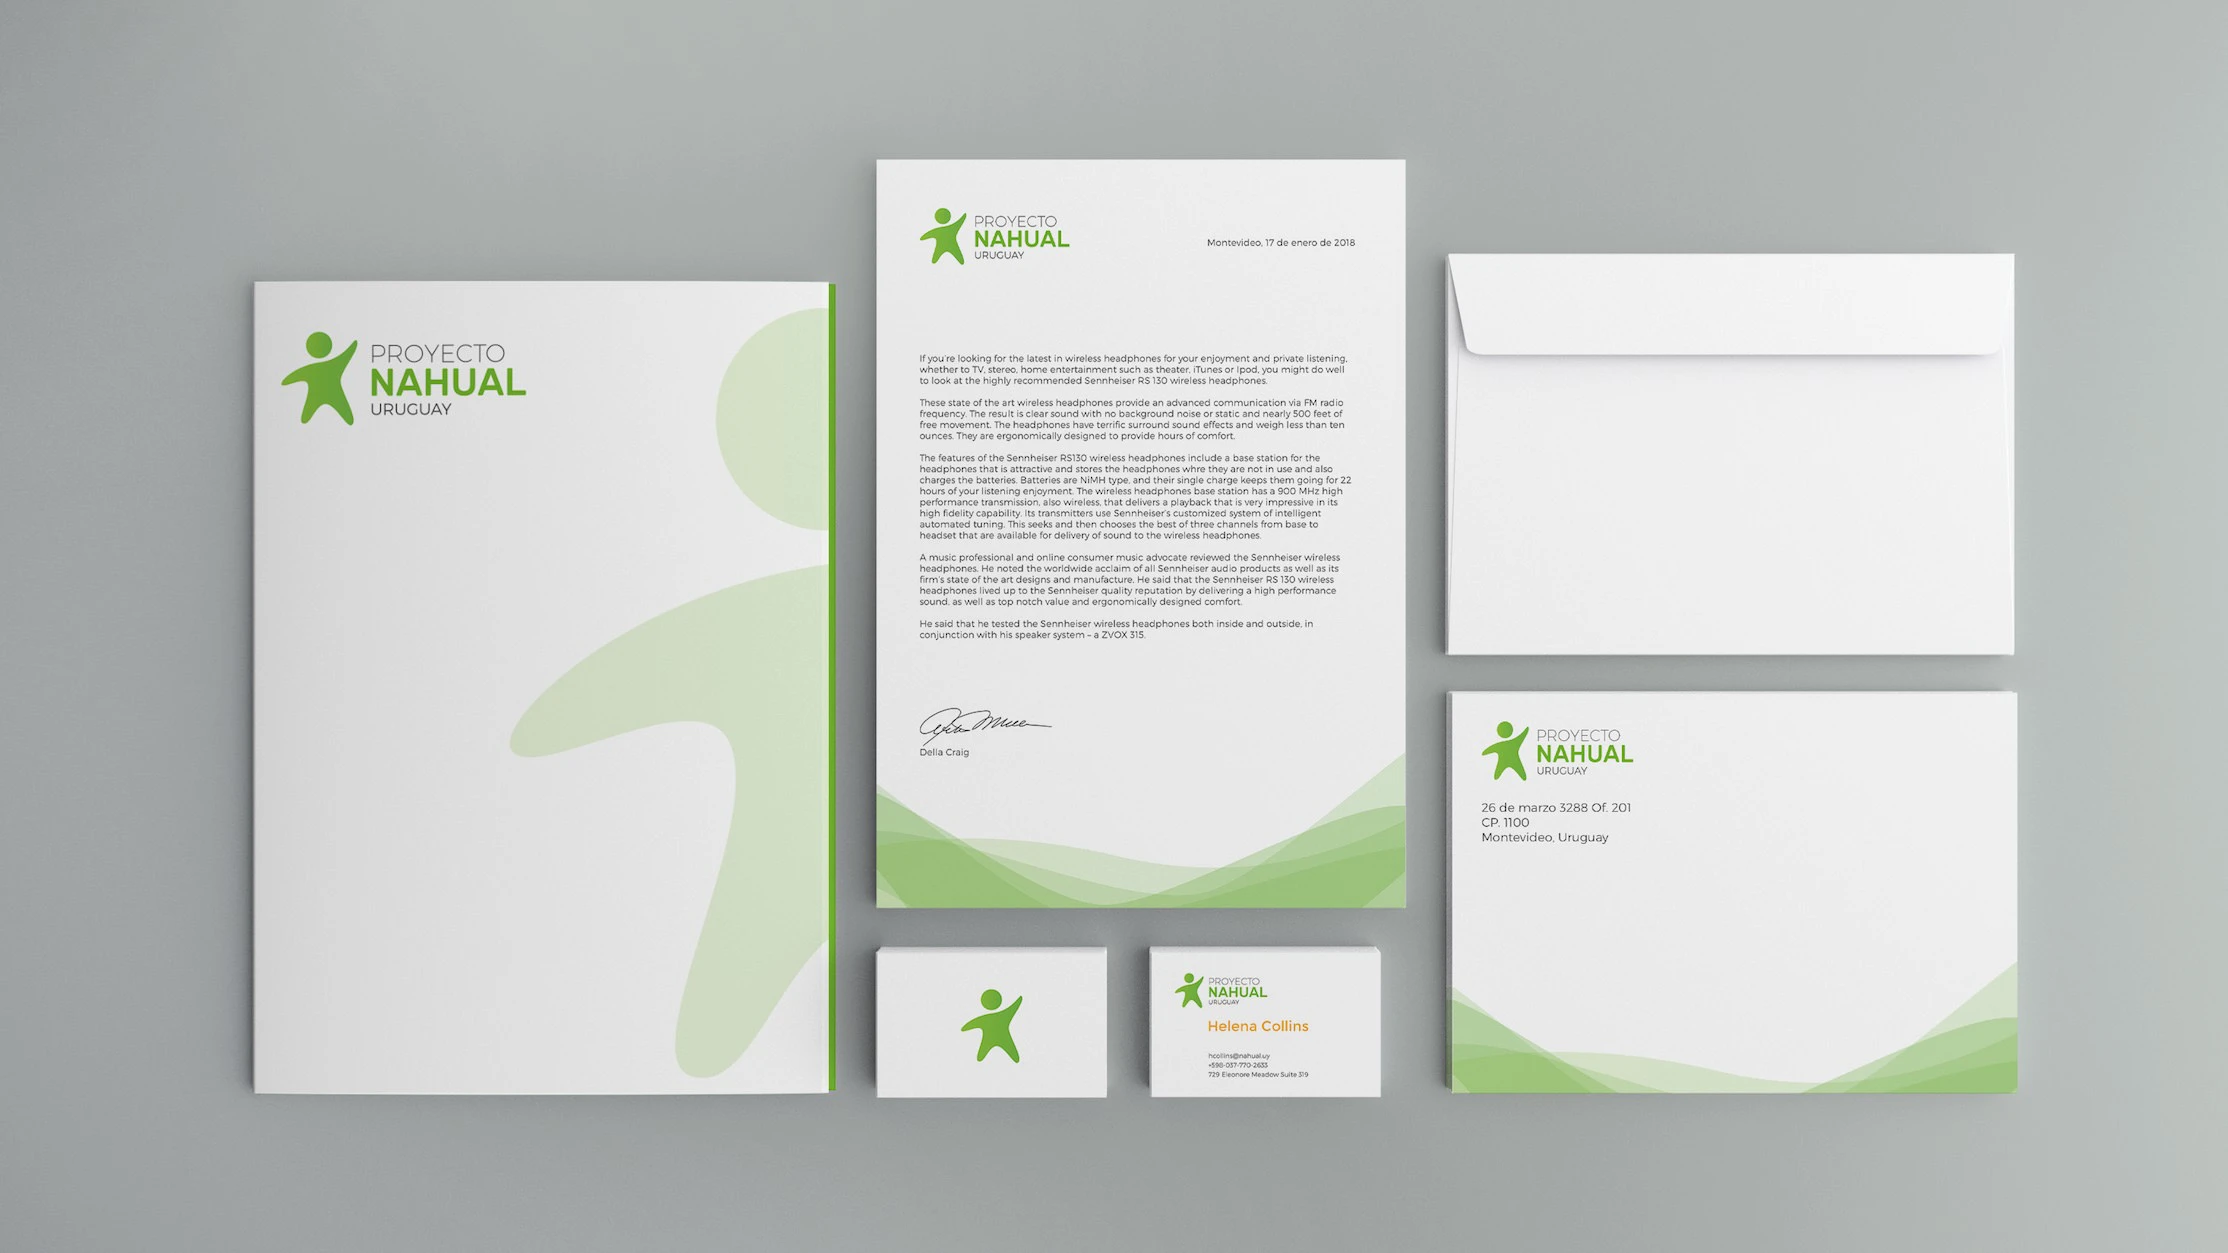 PROYECTO
NAHUAL
URUGUAY
PROYECTO
NAHUAL
URUGUAY
Montevideo, 17 de enero de 2018
If you're looking for the latest in wireless headphones for your enjoyment and private listening,
whether to TV, stereo, home entertainment such as theater, iTunes or Ipod, you might do well
to look at the highly recommended Sennheiser RS 130 wireless headphones.
These state of the art wireless headphones provide an advanced communication via FM radio
frequency. The result is clear sound with no background noise or static and nearly 500 feet of
free movement. The headphones have terrific surround sound effects and weigh less than ten
ounces. They are ergonomically designed to provide hours of comfort.
The features of the Sennheiser RS130 wireless headphones include a base station for the
headphones that is attractive and stores the headphones whre they are not in use and also
charges the batteries. Batteries are NiMH type, and their single charge keeps them going for 22
hours of your listening enjoyment. The wireless headphones base station has a 900 MHz high
performance transmission, also wireless, that delivers a playback that is very impressive in its
high fidelity capability. Its transmitters use Sennheiser's customized system of intelligent
automated tuning. This seeks and then chooses the best of three channels from base to
headset that are available for delivery of sound to the wireless headphones.
A music professional and online consumer music advocate reviewed the Sennheiser wireless
headphones. He noted the worldwide acclaim of all Sennheiser audio products as well as its
firm's state of the art designs and manufacture. He said that the Sennheiser RS 130 wireless
headphones lived up to the Sennheiser quality reputation by delivering a high performance
sound, as well as top notch value and ergonomically designed comfort.
He said that he tested the Sennheiser wireless headphones both inside and outside, in
conjunction with his speaker system – a ZVOX 315.
Della Craig
PROYECTO
NAHUAL
URUGUAY
Helena Collins
hcollins@nahual.uy
+598-037-770-2633
729 Eleonore Meadow Suite 319
PROYECTO
NAHUAL
URUGUAY
26 de marzo 3288 Of. 201
CP. 1100
Montevideo, Uruguay